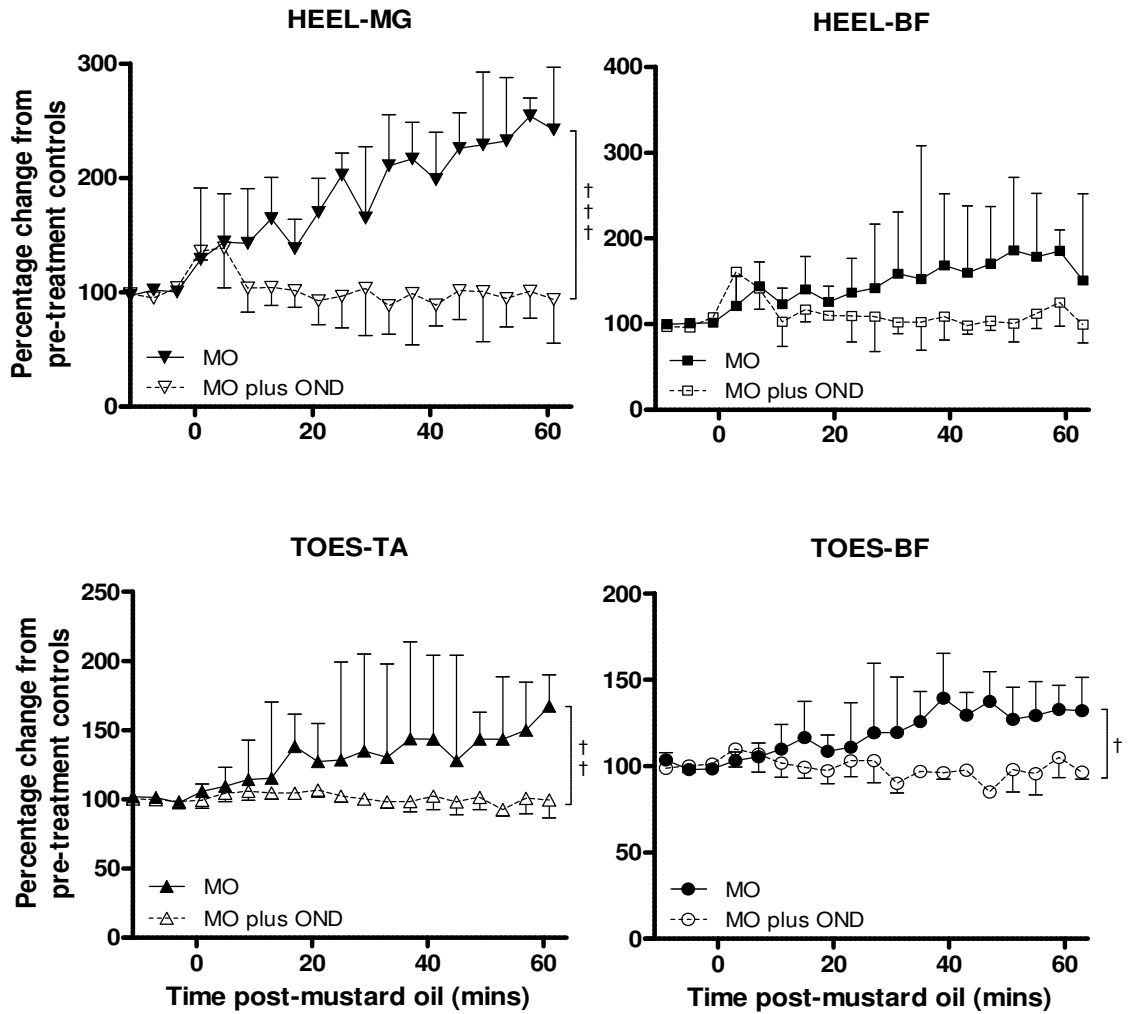 HEEL-MG
Percentage change from
pre-treatment controls
300
200
100
0
MO
MO plus OND
0 20 40 60
†††
HEEL-BF
400
300
200
100
0
MO
MO plus OND
0 20 40 60
TOES-TA
Percentage change from
pre-treatment controls
250
200
150
100
50
0
MO
MO plus OND
0 20 40 60
Time post-mustard oil (mins)
††
TOES-BF
200
150
100
50
0
MO
MO plus OND
0 20 40 60
Time post-mustard oil (mins)
†